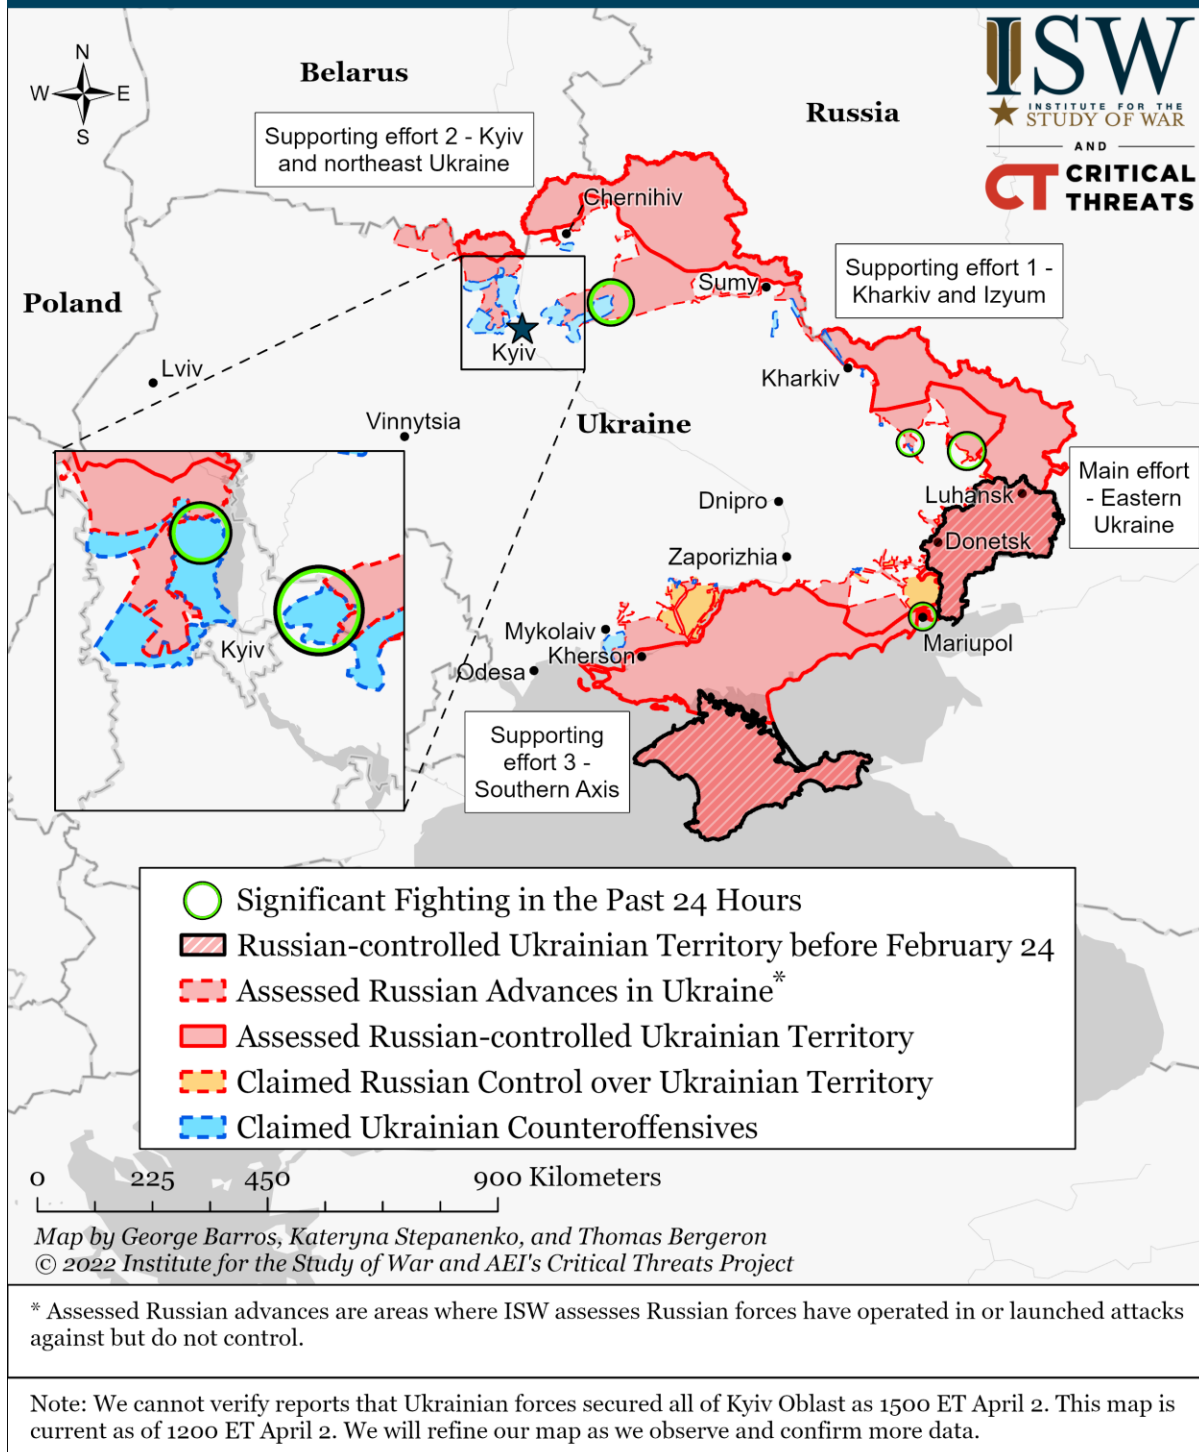 N
W
E
S
Belarus
Russia
ISW
INSTITUTE FOR THE
STUDY OF WAR
AND
CT CRITICAL
THREATS
Supporting effort 2 - Kyiv
and northeast Ukraine
Chernihiv
Supporting effort 1 -
Kharkiv and Izyum
Sumy
Poland
Kyiv
Lviv
Kharkiv
Vinnytsia
Ukraine
Main effort
- Eastern
Ukraine
Luhansk
Dnipro
Donetsk
Zaporizhia
Mykolaiv
Kherson
Mariupol
Kyiv
Odesa
Supporting
effort 3 -
Southern Axis
Significant Fighting in the Past 24 Hours
Russian-controlled Ukrainian Territory before February 24
Assessed Russian Advances in Ukraine*
Assessed Russian-controlled Ukrainian Territory
Claimed Russian Control over Ukrainian Territory
Claimed Ukrainian Counteroffensives
0 225 450 900 Kilometers
Map by George Barros, Kateryna Stepanenko, and Thomas Bergeron
© 2022 Institute for the Study of War and AEI's Critical Threats Project
* Assessed Russian advances are areas where ISW assesses Russian forces have operated in or launched attacks
against but do not control.
Note: We cannot verify reports that Ukrainian forces secured all of Kyiv Oblast as 1500 ET April 2. This map is
current as of 1200 ET April 2. We will refine our map as we observe and confirm more data.